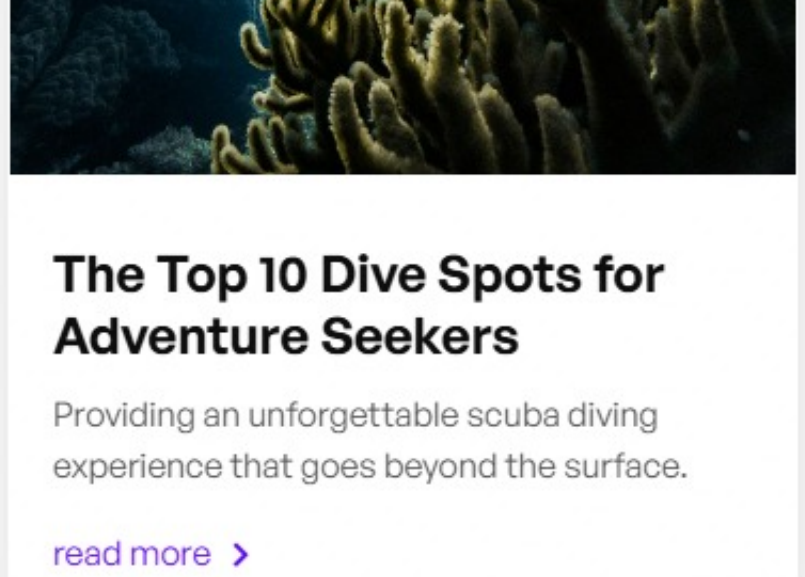 The Top 10 Dive Spots for
Adventure Seekers
Providing an unforgettable scuba diving
experience that goes beyond the surface.
read more